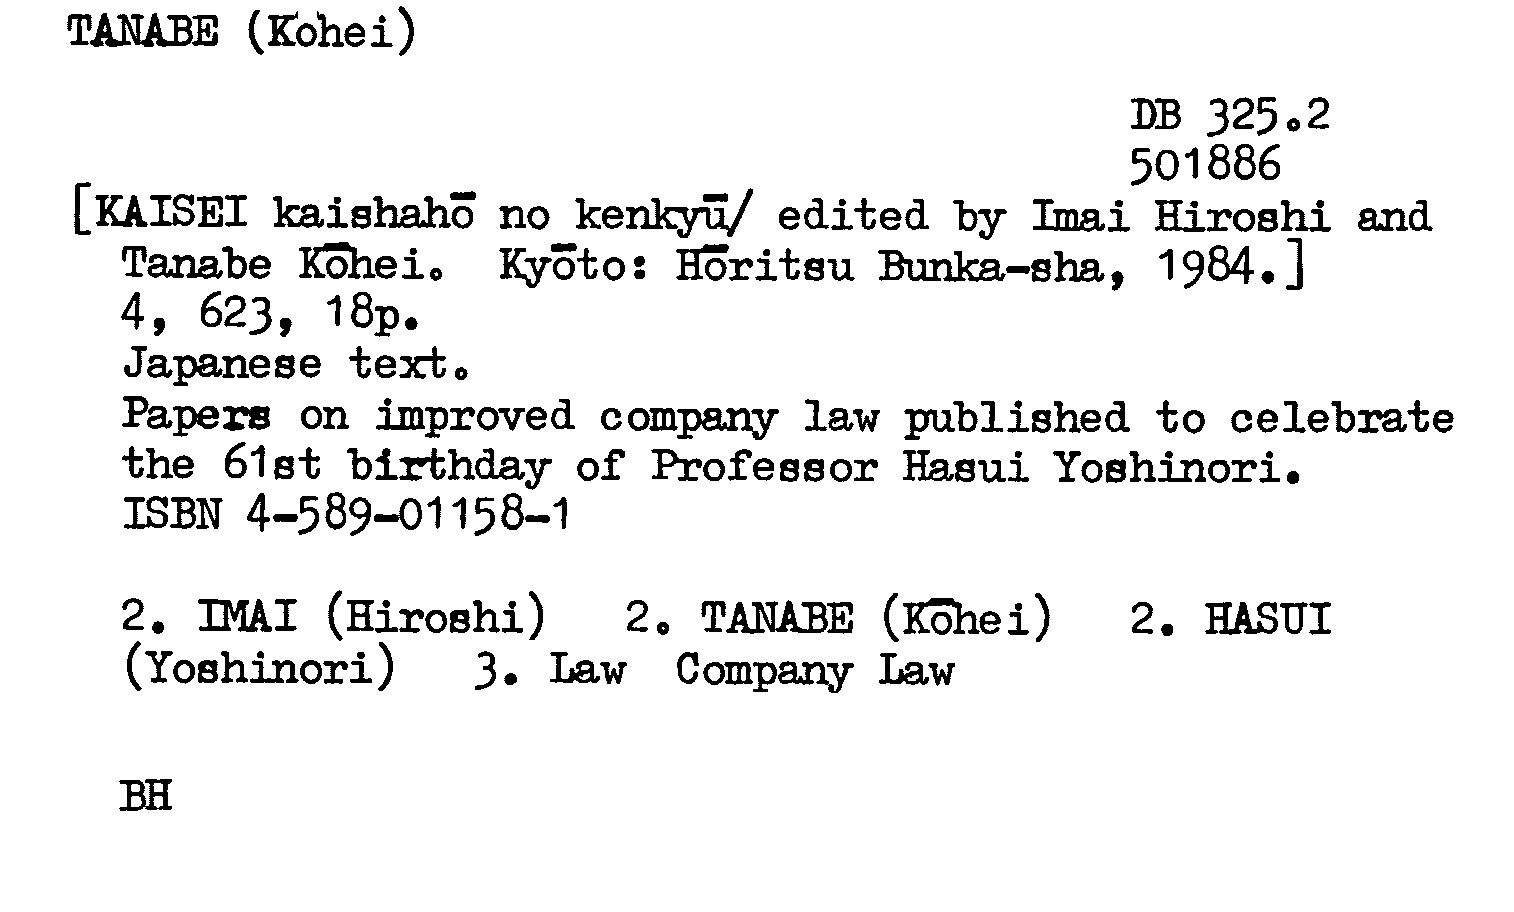 TANABE (Kohei)
DB 325.2
501886
[KAISEI kaishahō no kenkyū/ edited by Imai Hiroshi and
Tanabe Kōhei. Kyōto: Hōritsu Bunka-sha, 1984.]
4, 623, 18p.
Japanese text.
Papers on improved company law published to celebrate
the 61st birthday of Professor Hasui Yoshinori.
ISBN 4-589-01158-1
2. IMAI (Hiroshi) 2. TANABE (Kōhei) 2. HASUI
(Yoshinori) 3. Law Company Law
BH